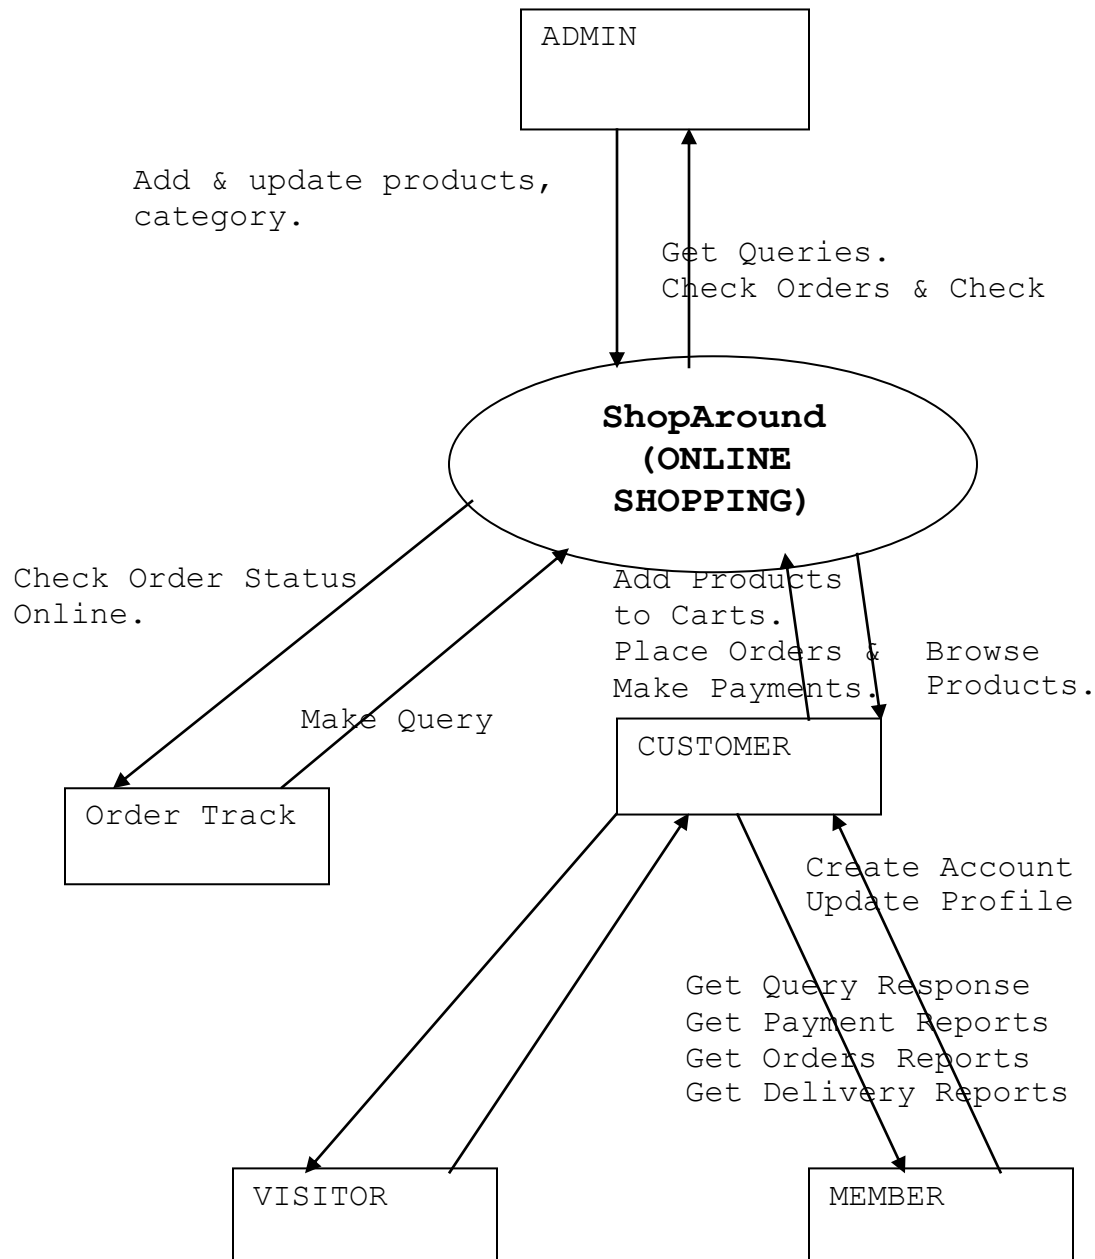 ADMIN
Add & update products,
category.
Get Queries.
Check Orders & Check
ShopAround
(ONLINE
SHOPPING)
Check Order Status
Online.
Make Query
Add Products
to Carts.
Place Orders &
Make Payments.
Browse
Products.
CUSTOMER
Order Track
Create Account
Update Profile
Get Query Response
Get Payment Reports
Get Orders Reports
Get Delivery Reports
VISITOR
MEMBER